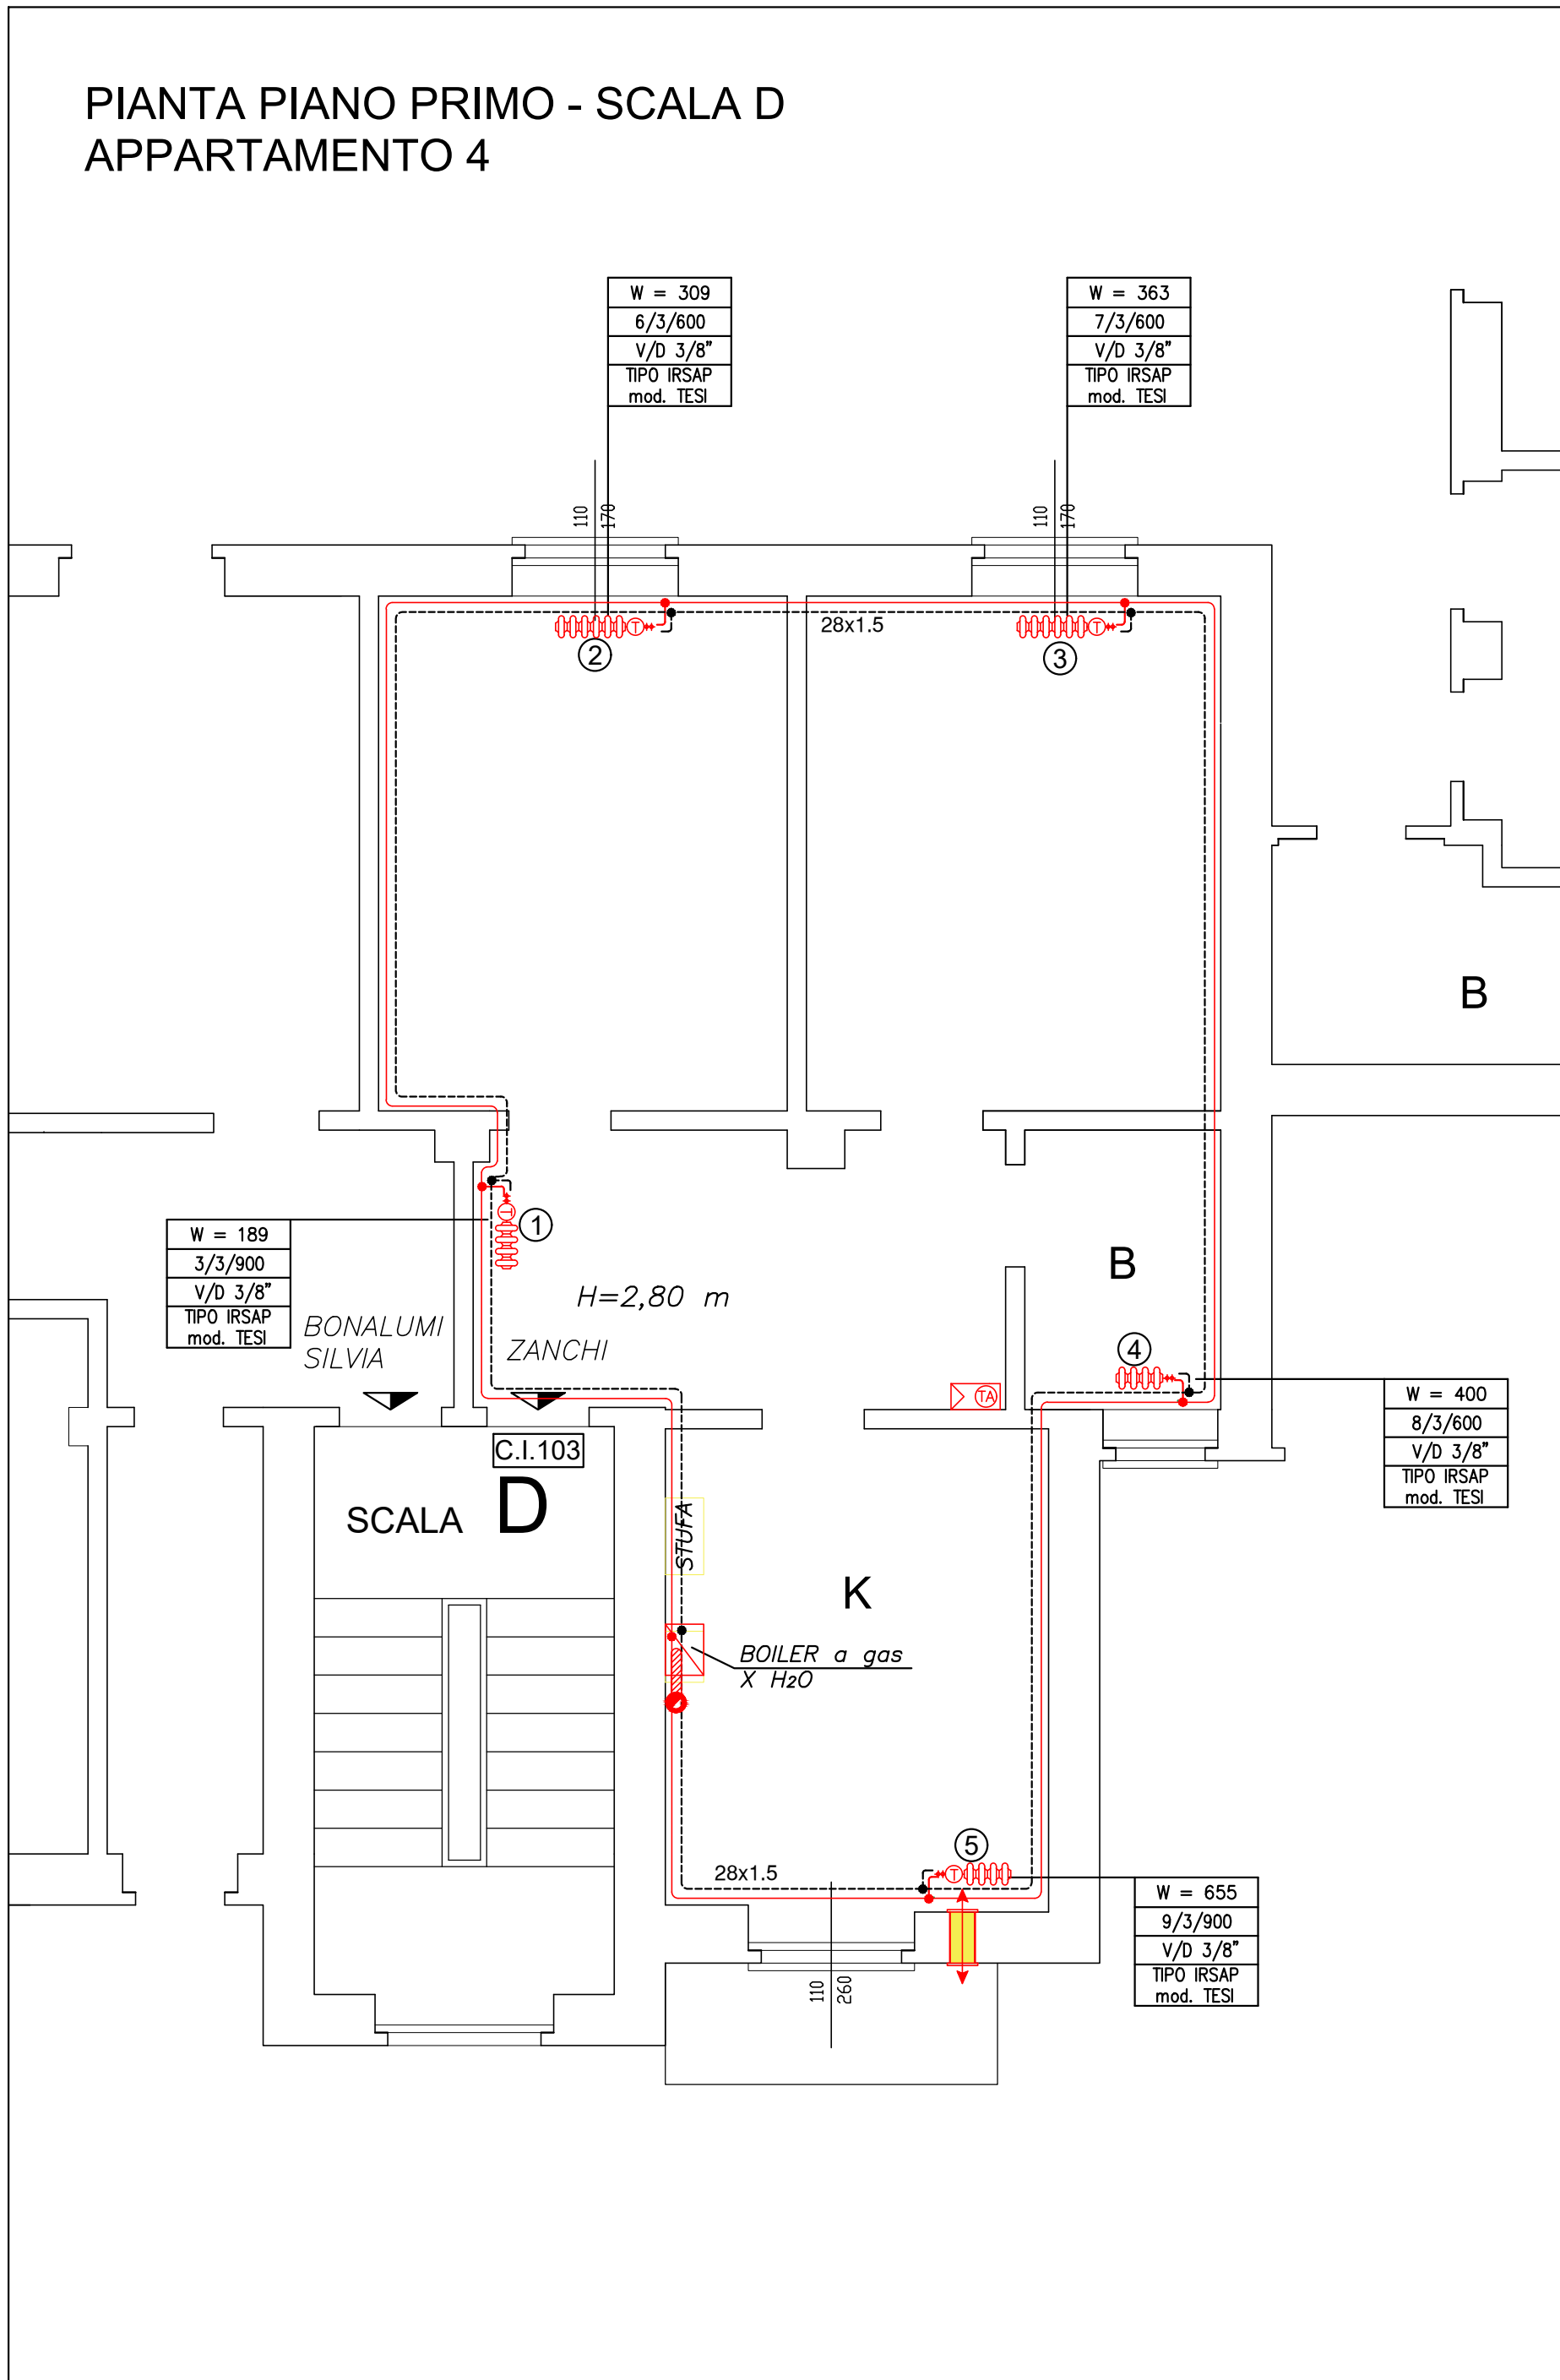 PIANTA PIANO PRIMO - SCALA D
APPARTAMENTO 4
W = 309
6/3/600
V/D 3/8"
TIPO IRSAP
mod. TESI
W = 363
7/3/600
V/D 3/8"
TIPO IRSAP
mod. TESI
110
170
110
170
28x1.5
T
T
2
3
B
T
1
W = 189
3/3/900
V/D 3/8"
TIPO IRSAP
mod. TESI
B
H=2,80 m
BONALUMI
SILVIA
ZANCHI
4
TA
W = 400
8/3/600
V/D 3/8"
TIPO IRSAP
mod. TESI
C.I.103
SCALA D
STUFA
K
BOILER a gas
X H2O
5
28x1.5
T
W = 655
9/3/900
V/D 3/8"
TIPO IRSAP
mod. TESI
110
260